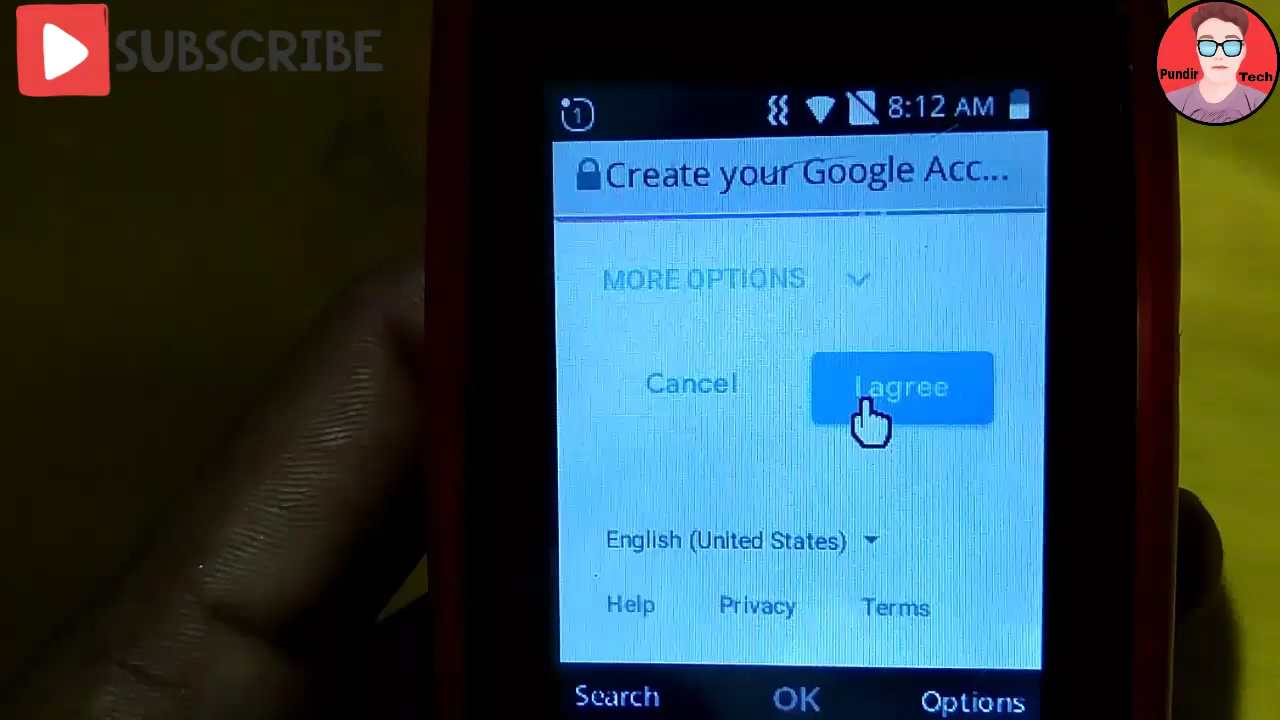 SUBSCRIBE
Pundir Tech
1 8:12 AM
Create your Google Acc...
MORE OPTIONS
Cancel I agree
English (United States)
Help Privacy Terms
Search OK Options